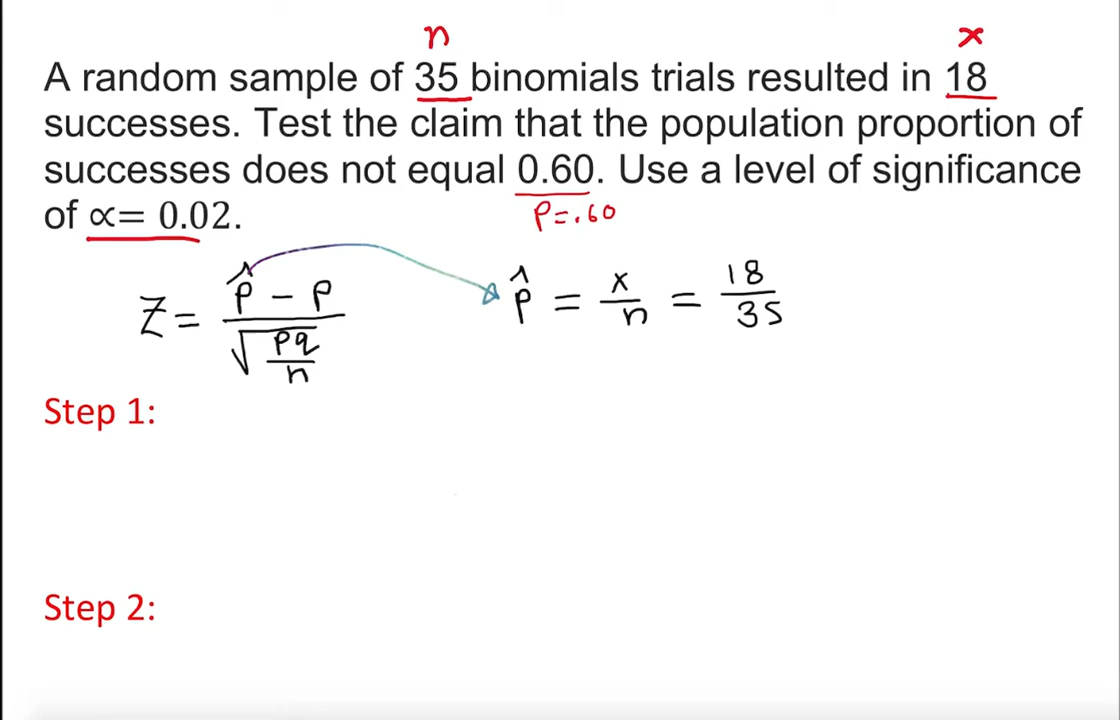 n x
A random sample of 35 binomials trials resulted in 18
successes. Test the claim that the population proportion of
successes does not equal 0.60. Use a level of significance
of ∝= 0.02.
p=.60
Z = (p̂ - p) / √(pq/n)
p̂ = x/n = 18/35
Step 1:
Step 2: